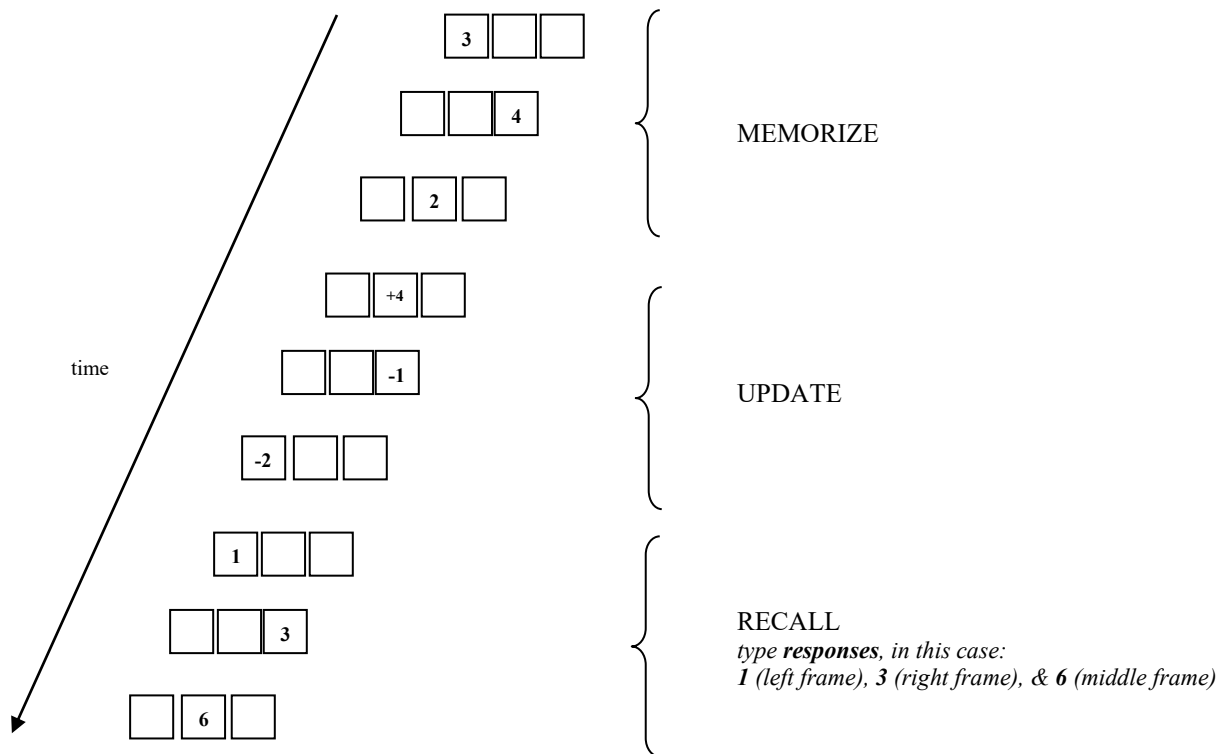 3
4
MEMORIZE
2
+4
time
-1
UPDATE
-2
1
3
RECALL
type responses, in this case:
1 (left frame), 3 (right frame), & 6 (middle frame)
6